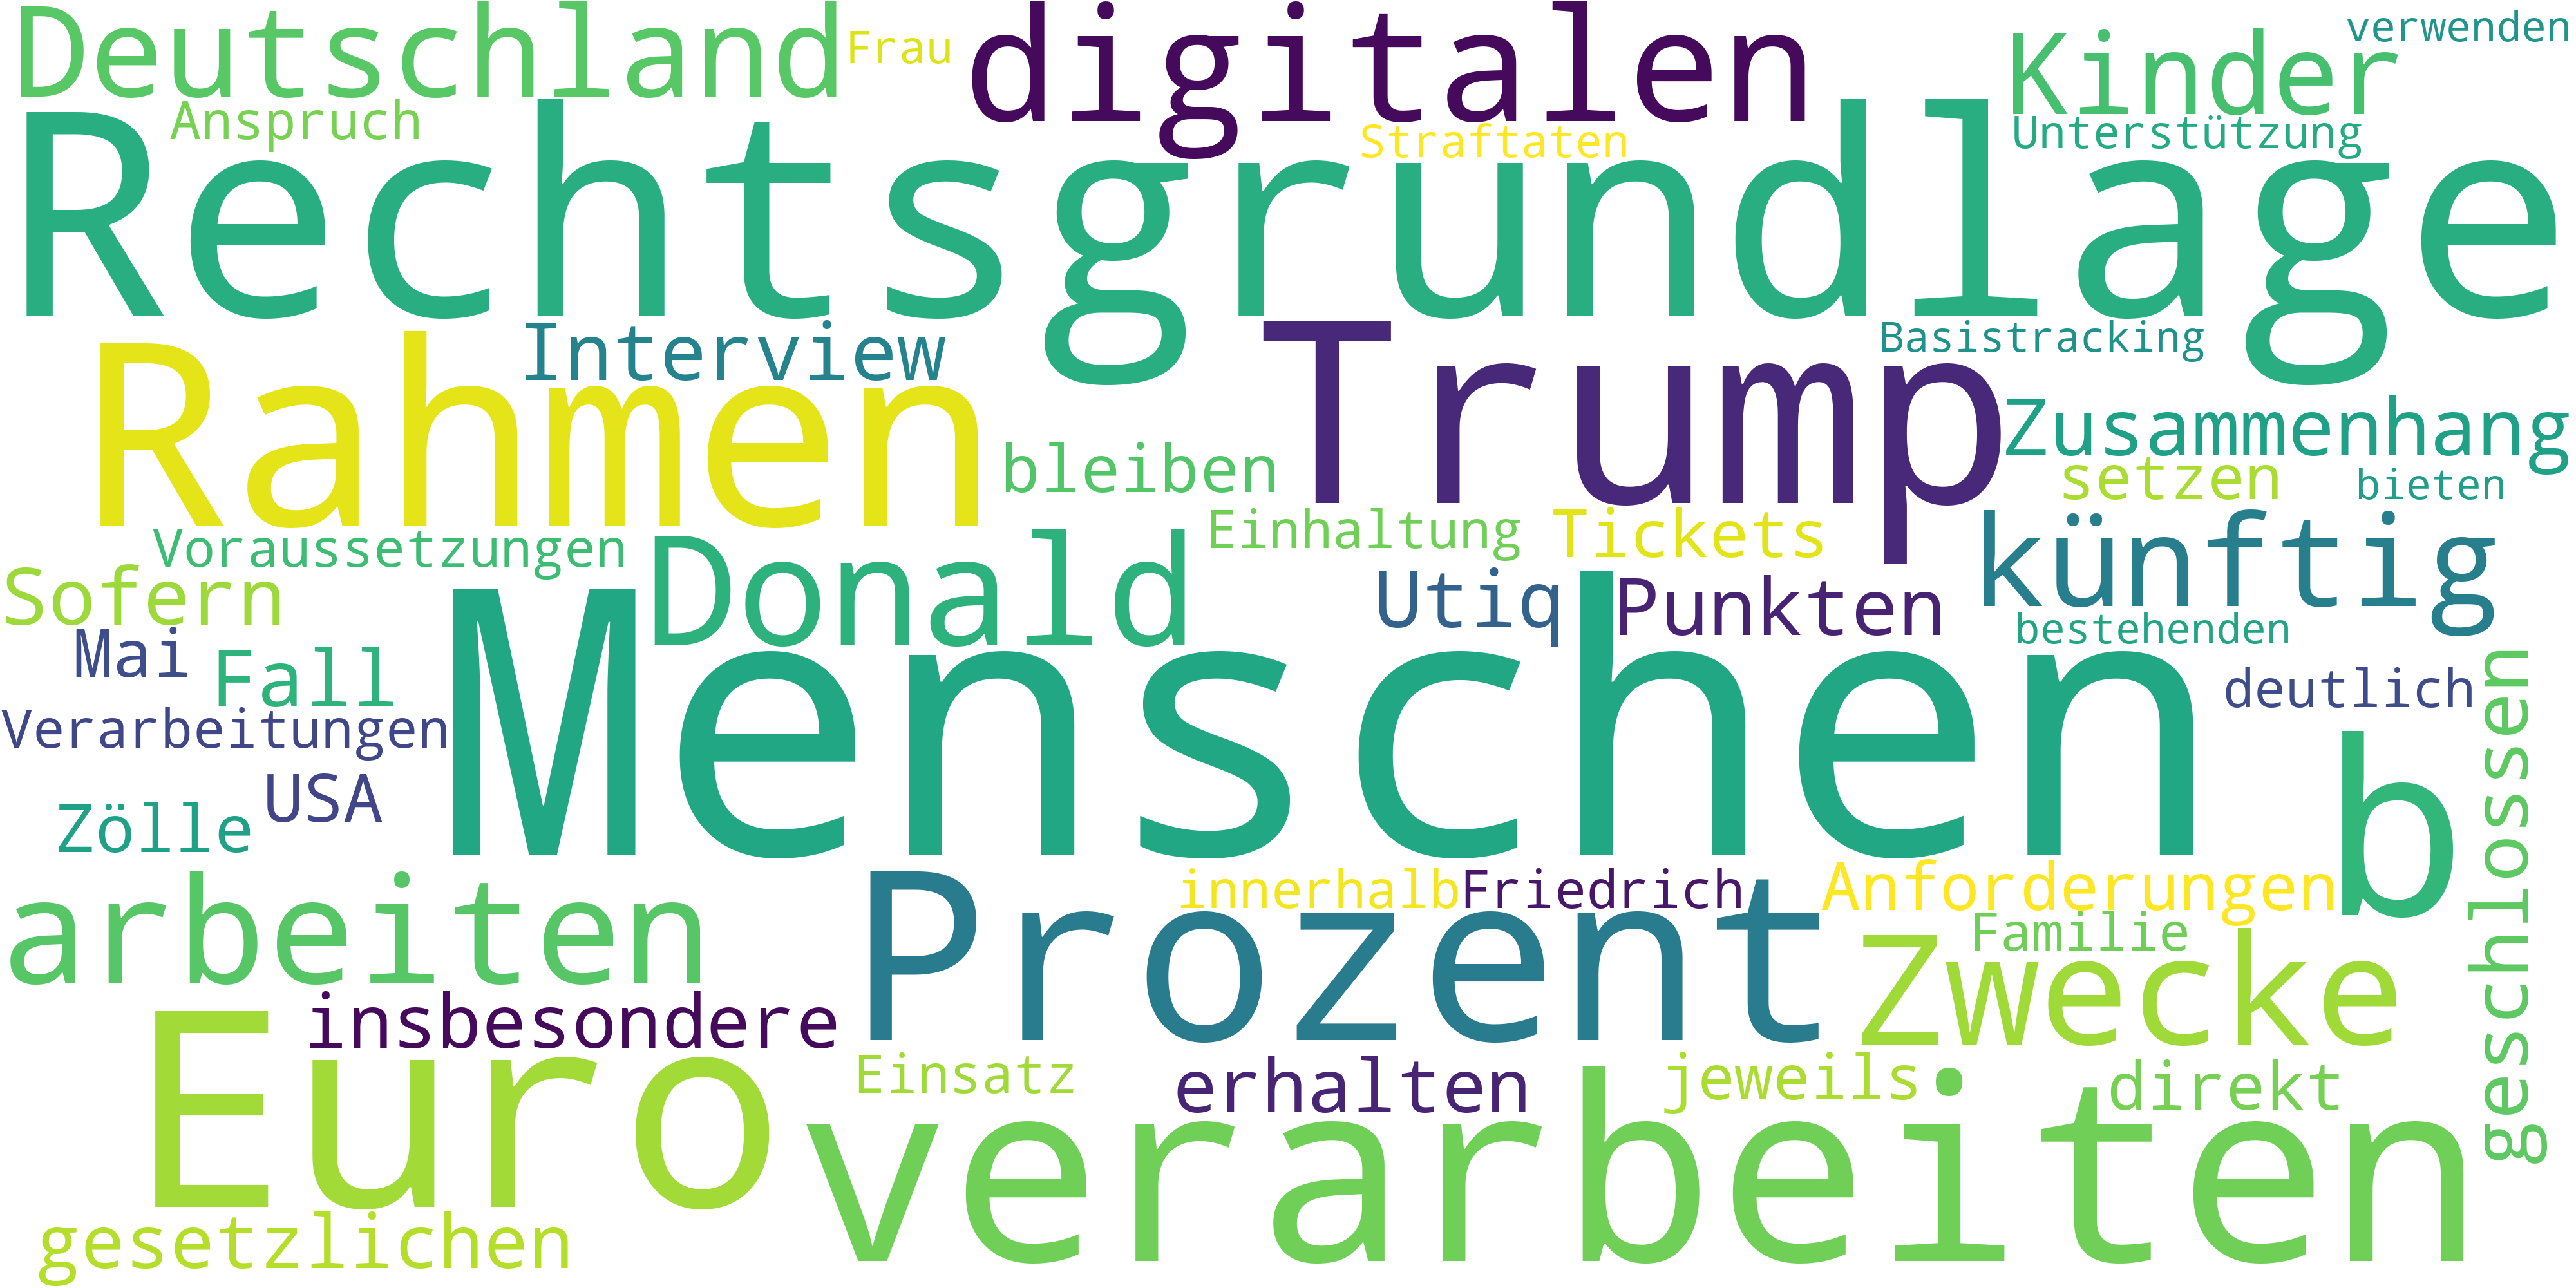 Deutschland
Frau
digitalen
Kinder
verwenden
Anspruch
Straftaten
Unterstützung
Rechtsgrundlage
Interview
Basistracking
Rahmen
Trump
Zusammenhang
bleiben
setzen
bieten
Voraussetzungen
Donald
Einhaltung
Tickets
künftig
Sofern
Utiq
Punkten
bestehenden
Mai
Fall
Menschen
deutlich
geschlossen
Verarbeitungen
USA
Zölle
b
arbeiten
Prozent
innerhalb
Friedrich
Anforderungen
Familie
Zwecke
insbesondere
Euro
Einsatz
erhalten
jeweils
direkt
verarbeiten
gesetzlichen